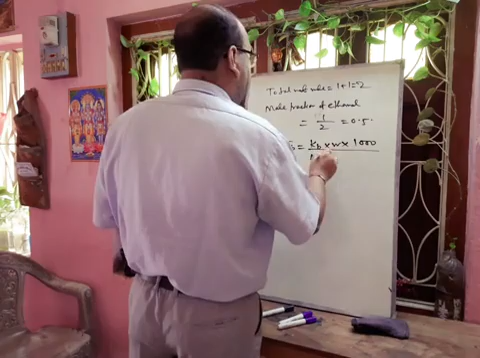 Total mole = 1+1=2
Mole fraction of ethanol
= 1/2 = 0.5.
= Kb × w × 1000